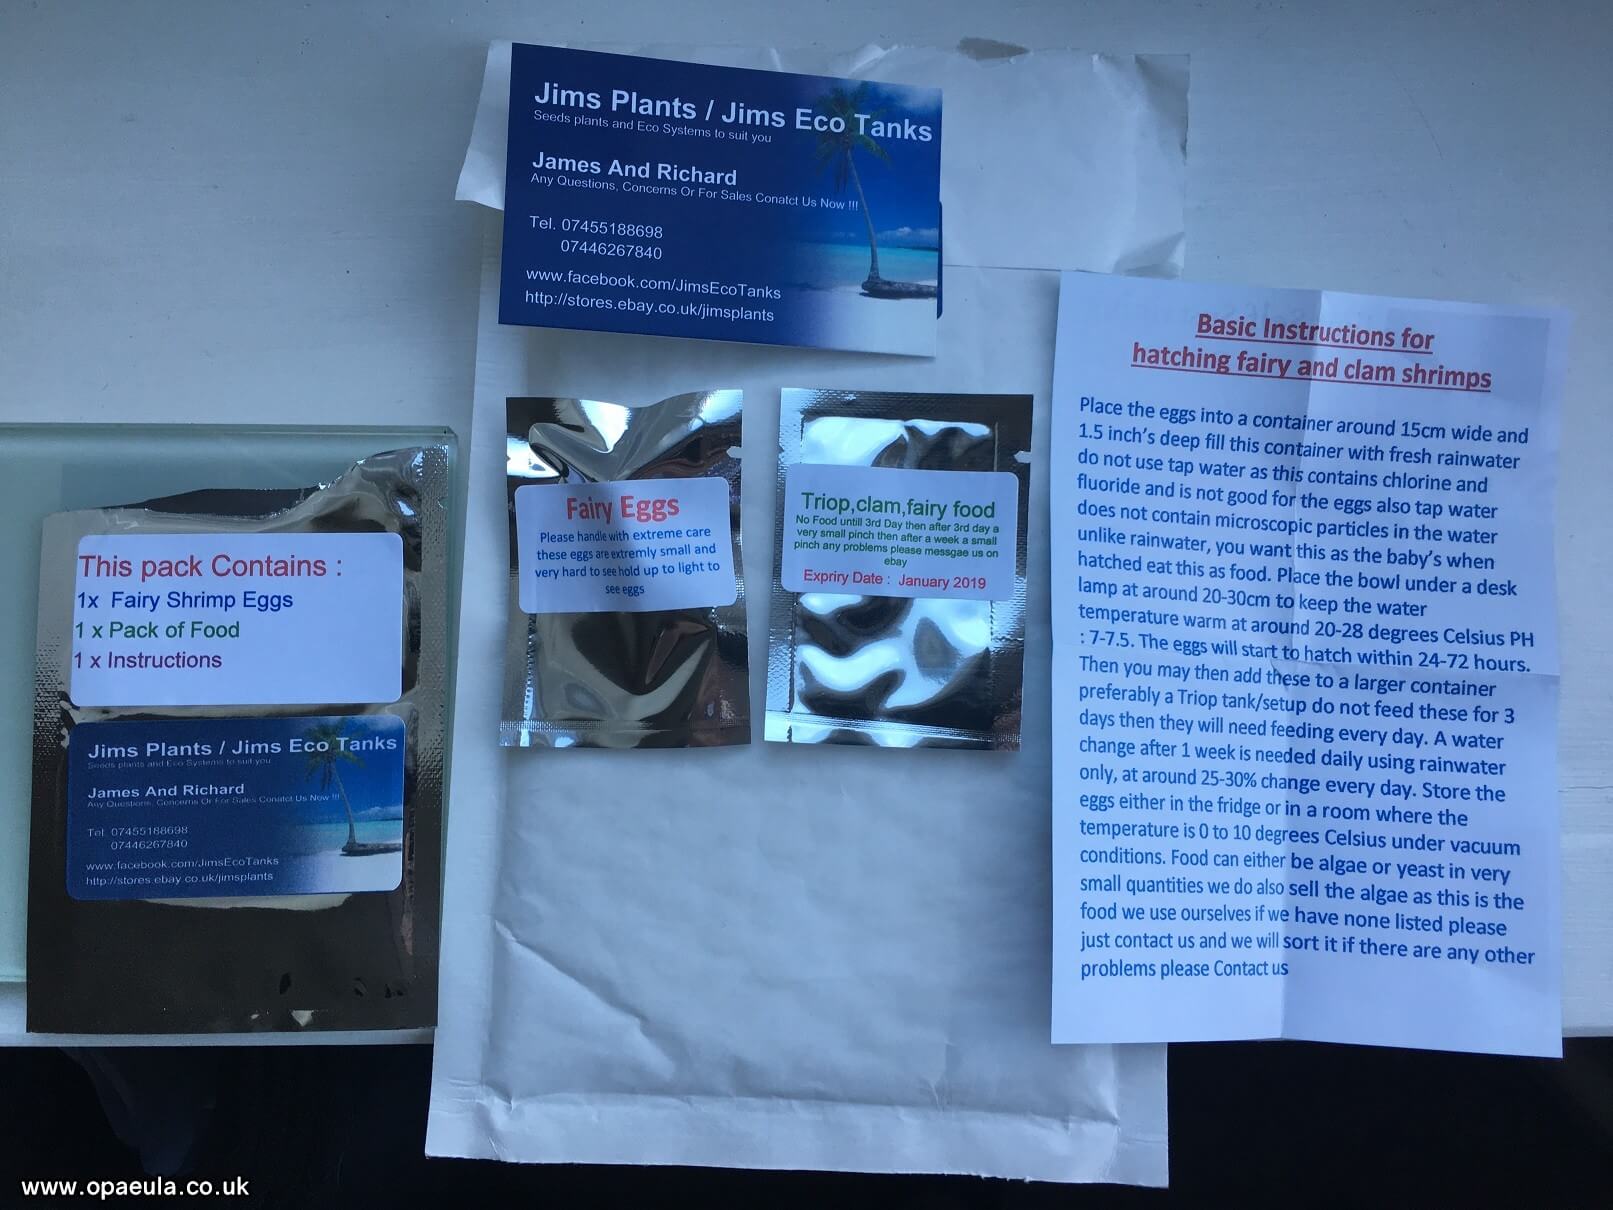 Jims Plants / Jims Eco Tanks
Seeds plants and Eco Systems to suit you
James And Richard
Any Questions, Concerns Or For Sales Conatct Us Now !!!
Tel. 07455188698
07446267840
www.facebook.com/JimsEcoTanks
http://stores.ebay.co.uk/jimsplants
This pack Contains :
1x Fairy Shrimp Eggs
1 x Pack of Food
1 x Instructions
Jims Plants / Jims Eco Tanks
Seeds plants and Eco Systems to suit you
James And Richard
Any Questions, Concerns Or For Sales Conatct Us Now !!!
Tel. 07455188698
07446267840
www.facebook.com/JimsEcoTanks
http://stores.ebay.co.uk/jimsplants
Fairy Eggs
Please handle with extreme care
these eggs are extremly small and
very hard to see hold up to light to
see eggs
Triop,clam,fairy food
No Food untill 3rd Day then after 3rd day a
very small pinch then after a week a small
pinch any problems please messgae us on
ebay
Expriry Date : January 2019
Basic Instructions for
hatching fairy and clam shrimps
Place the eggs into a container around 15cm wide and
1.5 inch's deep fill this container with fresh rainwater
do not use tap water as this contains chlorine and
fluoride and is not good for the eggs also tap water
does not contain microscopic particles in the water
unlike rainwater, you want this as the baby's when
hatched eat this as food. Place the bowl under a desk
lamp at around 20-30cm to keep the water
temperature warm at around 20-28 degrees Celsius PH
: 7-7.5. The eggs will start to hatch within 24-72 hours.
Then you may then add these to a larger container
preferably a Triop tank/setup do not feed these for 3
days then they will need feeding every day. A water
change after 1 week is needed daily using rainwater
only, at around 25-30% change every day. Store the
eggs either in the fridge or in a room where the
temperature is 0 to 10 degrees Celsius under vacuum
conditions. Food can either be algae or yeast in very
small quantities we do also sell the algae as this is the
food we use ourselves if we have none listed please
just contact us and we will sort it if there are any other
problems please Contact us
www.opaeula.co.uk